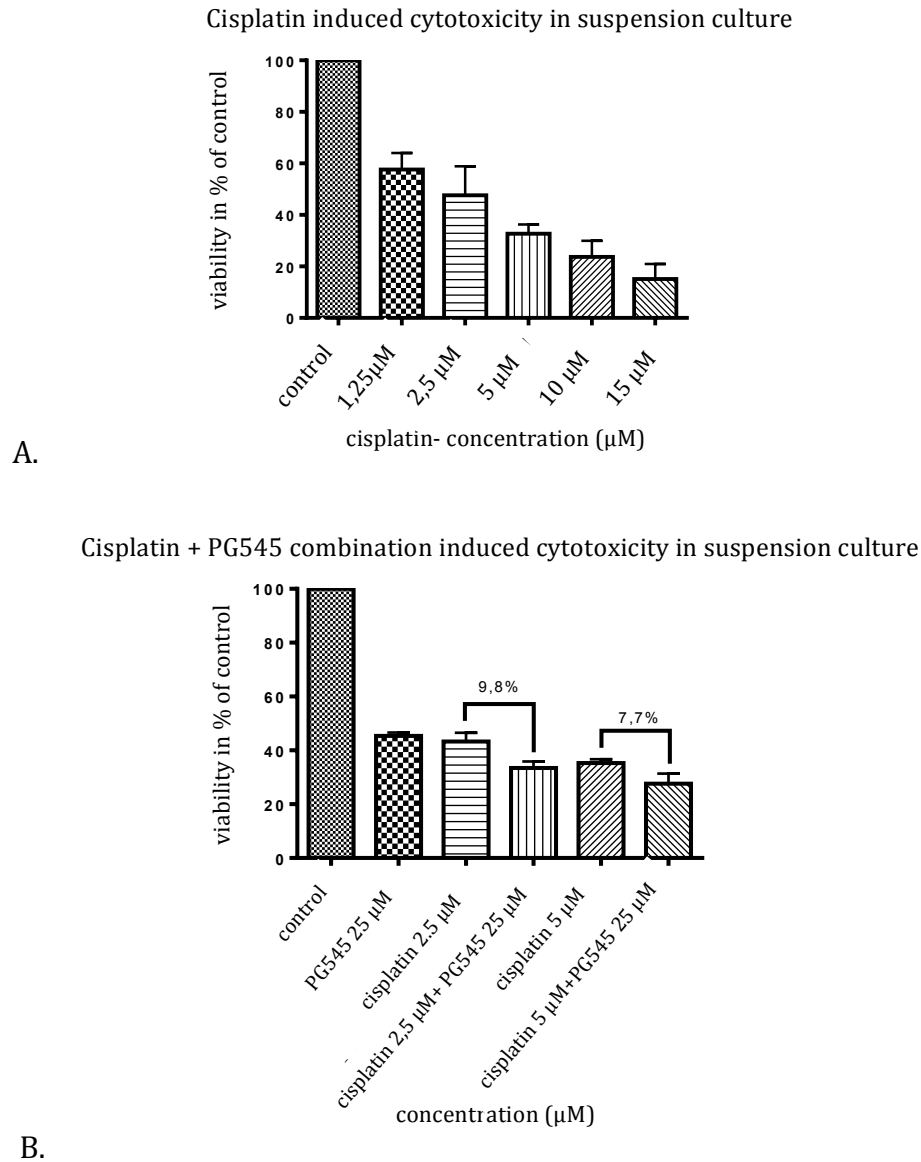 Cisplatin induced cytotoxicity in suspension culture
viability in % of control
100
80
60
40
20
0
control
1,25µM
2,5 µM
5 µM
10 µM
15 µM
cisplatin- concentration (µM)
A.
Cisplatin + PG545 combination induced cytotoxicity in suspension culture
viability in % of control
100
80
60
40
20
0
9,8%
7,7%
control
PG545 25 µM
cisplatin 2.5 µM
cisplatin 2,5 µM+ PG545 25 µM
cisplatin 5 µM
cisplatin 5 µM+PG545 25 µM
concentration (µM)
B.